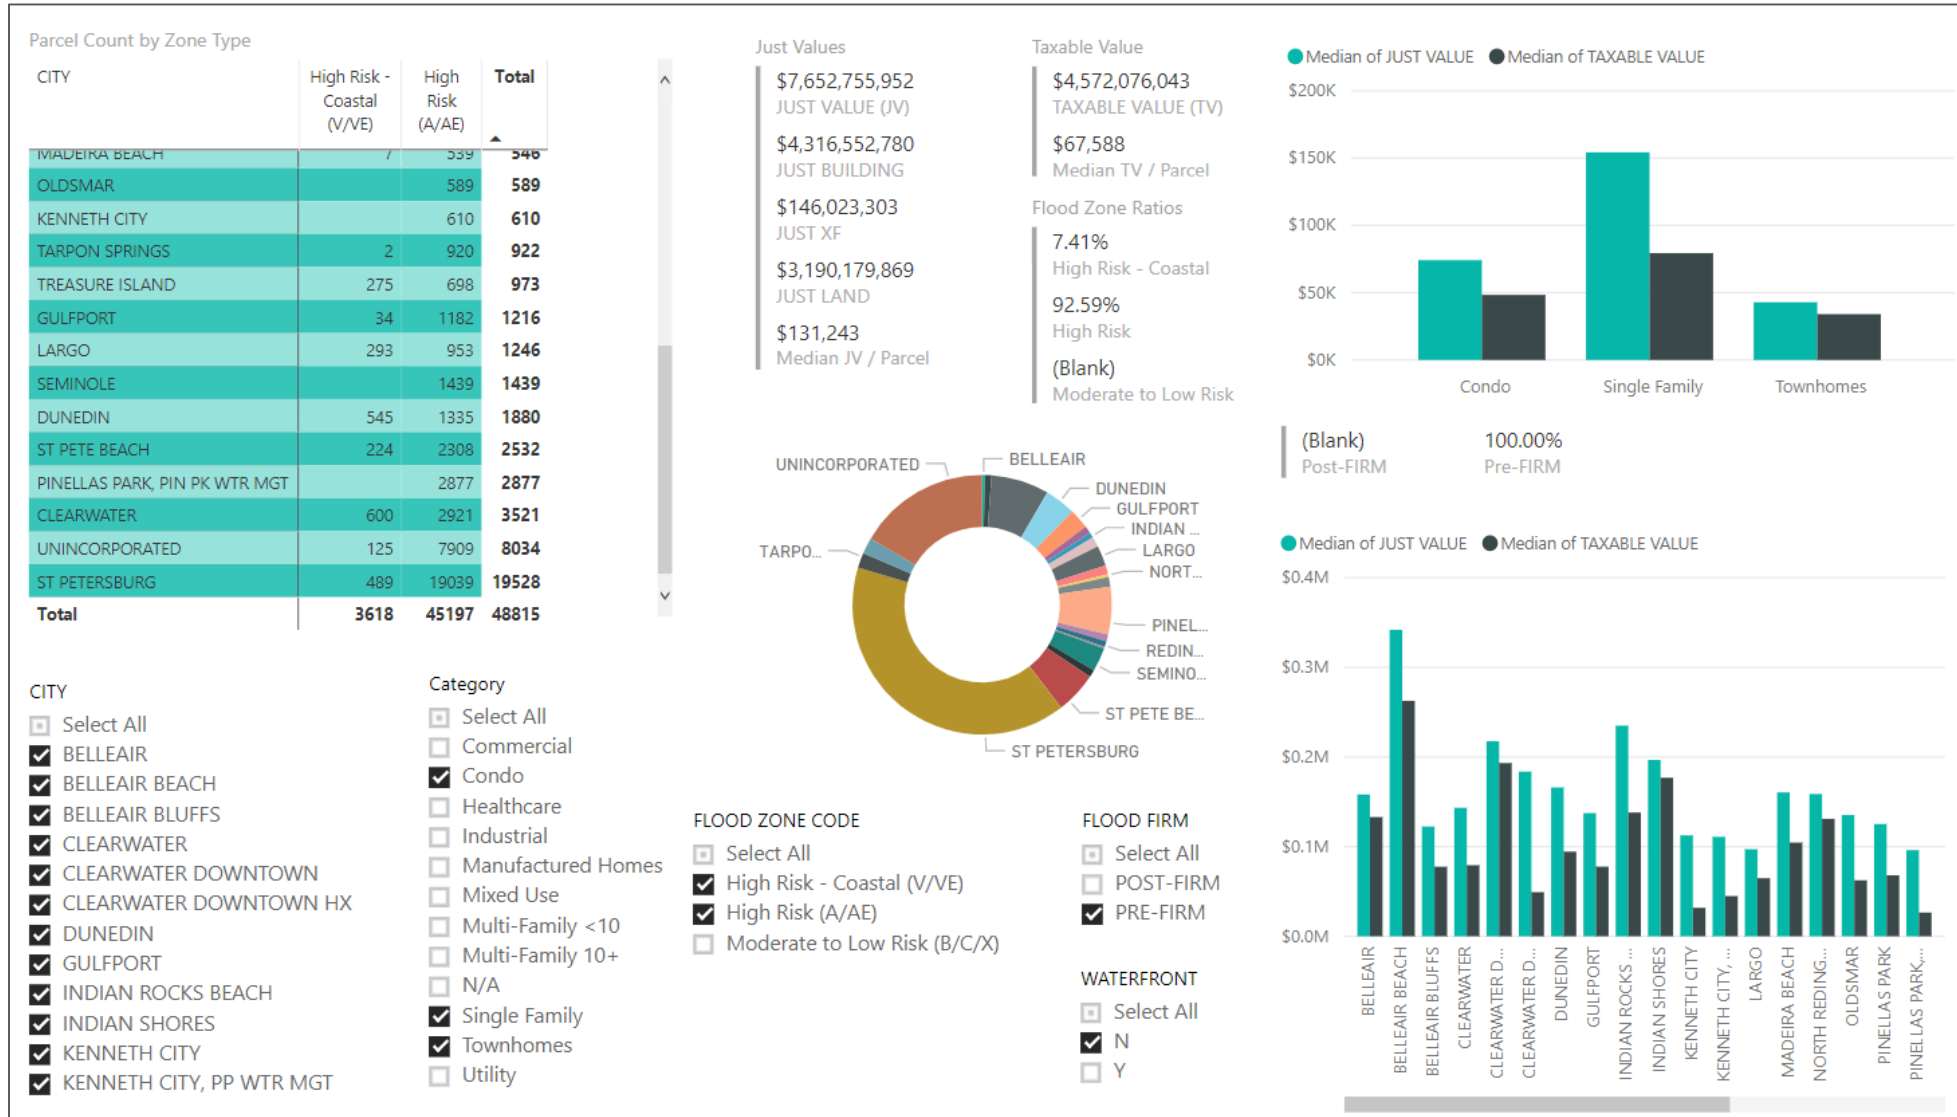 Parcel Count by Zone Type
CITY High Risk - Coastal (V/VE) High Risk (A/AE) Total
MADEIRA BEACH 7 539 546
OLDSMAR 589 589
KENNETH CITY 610 610
TARPON SPRINGS 2 920 922
TREASURE ISLAND 275 698 973
GULFPORT 34 1182 1216
LARGO 293 953 1246
SEMINOLE 1439 1439
DUNEDIN 545 1335 1880
ST PETE BEACH 224 2308 2532
PINELLAS PARK, PIN PK WTR MGT 2877 2877
CLEARWATER 600 2921 3521
UNINCORPORATED 125 7909 8034
ST PETERSBURG 489 19039 19528
Total 3618 45197 48815
Just Values
$7,652,755,952
JUST VALUE (JV)
$4,316,552,780
JUST BUILDING
$146,023,303
JUST XF
$3,190,179,869
JUST LAND
$131,243
Median JV / Parcel
Taxable Value
$4,572,076,043
TAXABLE VALUE (TV)
$67,588
Median TV / Parcel
Flood Zone Ratios
7.41%
High Risk - Coastal
92.59%
High Risk
(Blank)
Moderate to Low Risk
Median of JUST VALUE Median of TAXABLE VALUE
$200K
$150K
$100K
$50K
$0K
Condo Single Family Townhomes
(Blank) 100.00%
Post-FIRM Pre-FIRM
UNINCORPORATED
BELLEAIR
DUNEDIN
GULFPORT
INDIAN ...
LARGO
NORT...
PINEL...
REDIN...
SEMINO...
ST PETE BE...
ST PETERSBURG
TARPO...
Median of JUST VALUE Median of TAXABLE VALUE
$0.4M
$0.3M
$0.2M
$0.1M
$0.0M
BELLEAIR
BELLEAIR BEACH
BELLEAIR BLUFFS
CLEARWATER
CLEARWATER D...
CLEARWATER D...
DUNEDIN
GULFPORT
INDIAN ROCKS ...
INDIAN SHORES
KENNETH CITY
KENNETH CITY, ...
LARGO
MADEIRA BEACH
NORTH REDING...
OLDSMAR
PINELLAS PARK
PINELLAS PARK,...
CITY
Select All
BELLEAIR
BELLEAIR BEACH
BELLEAIR BLUFFS
CLEARWATER
CLEARWATER DOWNTOWN
CLEARWATER DOWNTOWN HX
DUNEDIN
GULFPORT
INDIAN ROCKS BEACH
INDIAN SHORES
KENNETH CITY
KENNETH CITY, PP WTR MGT
Category
Select All
Commercial
Condo
Healthcare
Industrial
Manufactured Homes
Mixed Use
Multi-Family <10
Multi-Family 10+
N/A
Single Family
Townhomes
Utility
FLOOD ZONE CODE
Select All
High Risk - Coastal (V/VE)
High Risk (A/AE)
Moderate to Low Risk (B/C/X)
FLOOD FIRM
Select All
POST-FIRM
PRE-FIRM
WATERFRONT
Select All
N
Y